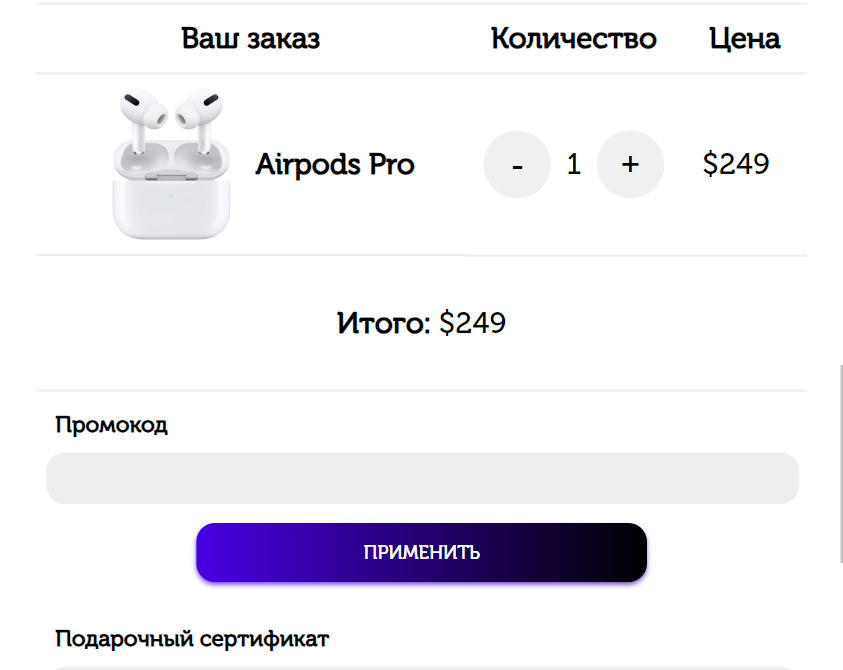 Ваш заказ Количество Цена
Airpods Pro - 1 + $249
Итого: $249
Промокод
ПРИМЕНИТЬ
Подарочный сертификат